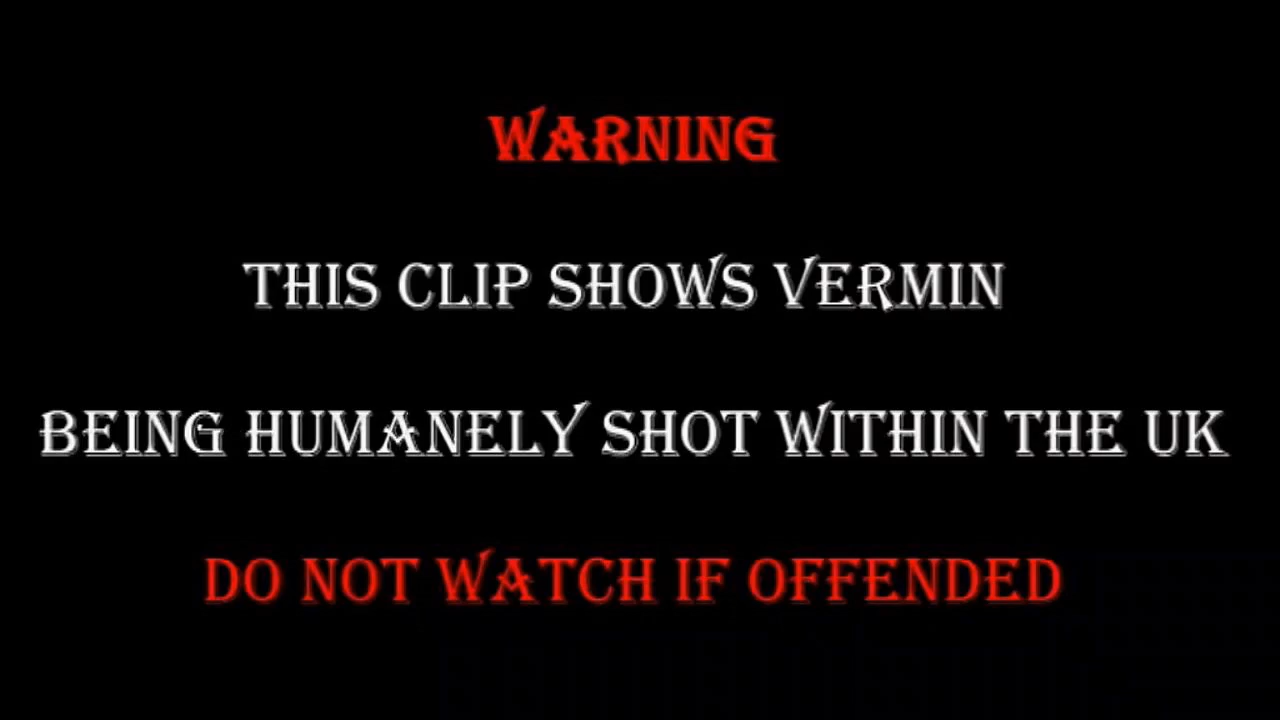 WARNING
THIS CLIP SHOWS VERMIN
BEING HUMANELY SHOT WITHIN THE UK
DO NOT WATCH IF OFFENDED